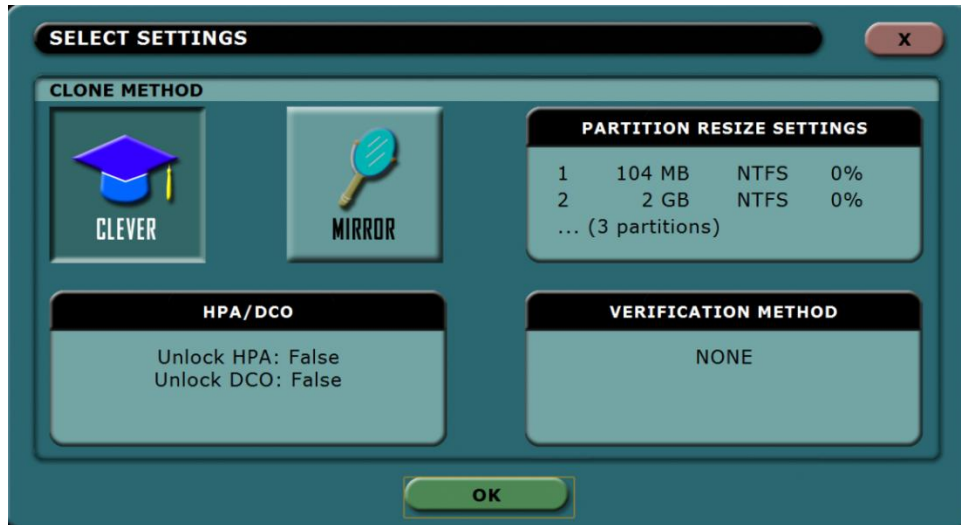 SELECT SETTINGS
X
CLONE METHOD
CLEVER
MIRROR
PARTITION RESIZE SETTINGS
1 104 MB NTFS 0%
2 2 GB NTFS 0%
... (3 partitions)
HPA/DCO
Unlock HPA: False
Unlock DCO: False
VERIFICATION METHOD
NONE
OK